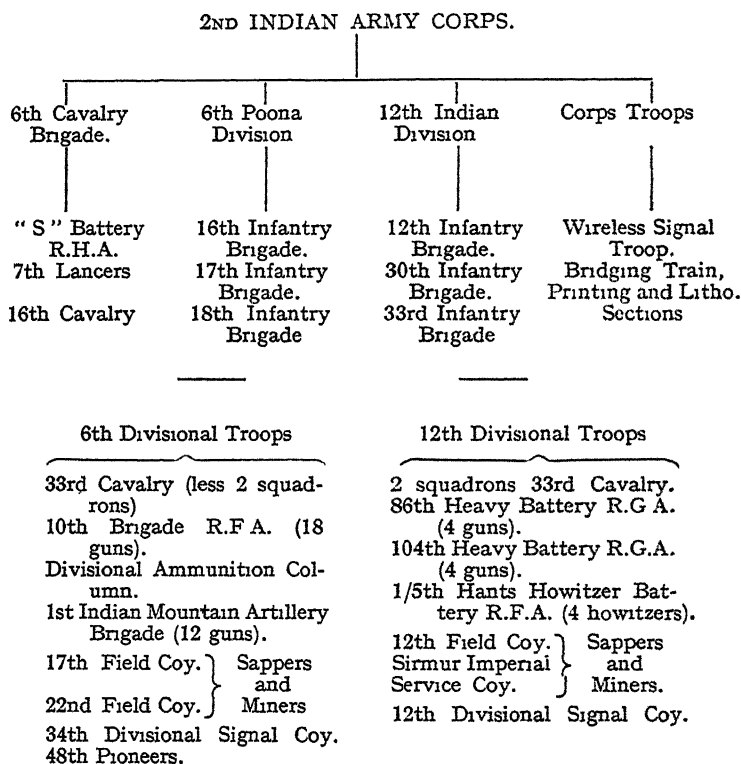 2ND INDIAN ARMY CORPS.
6th Cavalry
Brigade.
6th Poona
Division
12th Indian
Division
Corps Troops
"S" Battery
R.H.A.
7th Lancers
16th Cavalry
16th Infantry
Brigade.
17th Infantry
Brigade.
18th Infantry
Brigade
12th Infantry
Brigade.
30th Infantry
Brigade.
33rd Infantry
Brigade
Wireless Signal
Troop.
Bridging Train,
Printing and Litho.
Sections
6th Divisional Troops
33rd Cavalry (less 2 squad-
rons)
10th Brigade R.F A. (18
guns).
Divisional Ammunition Col-
umn.
1st Indian Mountain Artillery
Brigade (12 guns).
17th Field Coy.
22nd Field Coy.
Sappers
and
Miners
34th Divisional Signal Coy.
48th Pioneers.
12th Divisional Troops
2 squadrons 33rd Cavalry.
86th Heavy Battery R.G A.
(4 guns).
104th Heavy Battery R.G.A.
(4 guns).
1/5th Hants Howitzer Bat-
tery R.F.A. (4 howitzers).
12th Field Coy.
Sirmur Imperial
Service Coy.
Sappers
and
Miners.
12th Divisional Signal Coy.